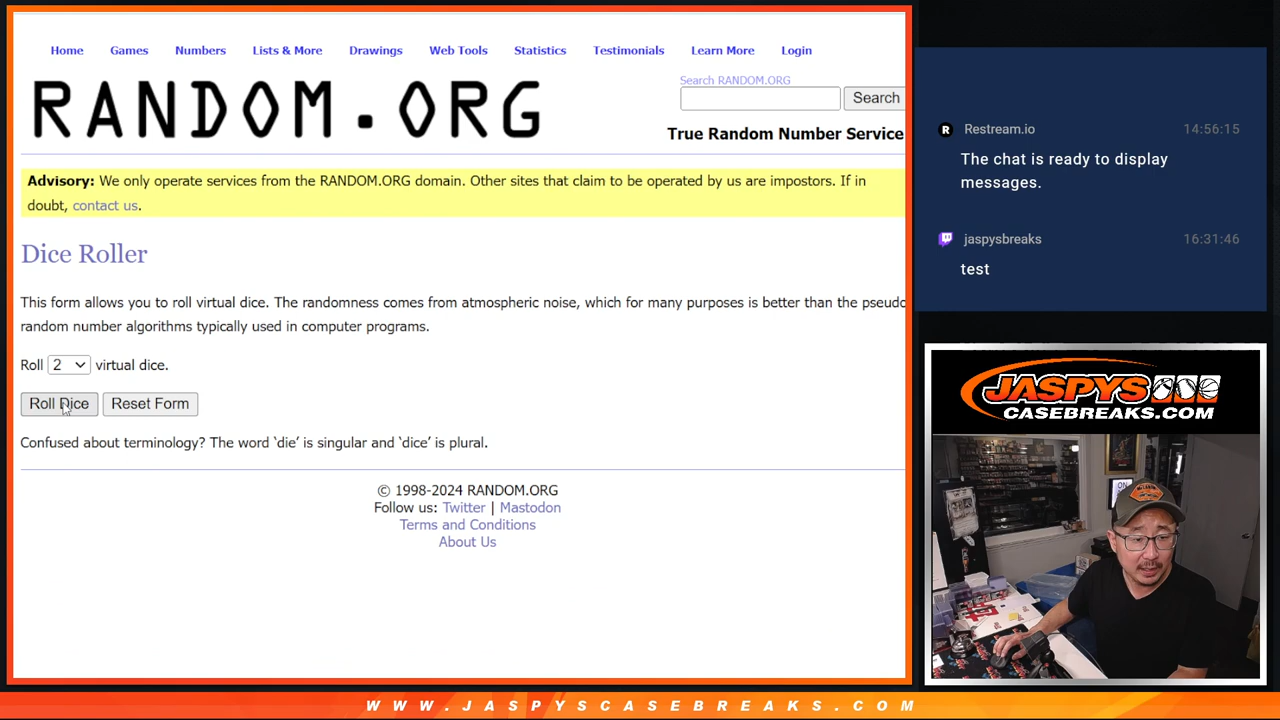 Home Games Numbers Lists & More Drawings Web Tools Statistics Testimonials Learn More Login
RANDOM.ORG
Search RANDOM.ORG
Search
True Random Number Service
Advisory: We only operate services from the RANDOM.ORG domain. Other sites that claim to be operated by us are impostors. If in
doubt, contact us.
Dice Roller
This form allows you to roll virtual dice. The randomness comes from atmospheric noise, which for many purposes is better than the pseudo
random number algorithms typically used in computer programs.
Roll 2 virtual dice.
Roll Dice Reset Form
Confused about terminology? The word ‘die’ is singular and ‘dice’ is plural.
© 1998-2024 RANDOM.ORG
Follow us: Twitter | Mastodon
Terms and Conditions
About Us
R Restream.io 14:56:15
The chat is ready to display
messages.
jaspysbreaks 16:31:46
test
JASPYS
CASEBREAKS.COM
ON
WWW.JASPYSCASEBREAKS.COM